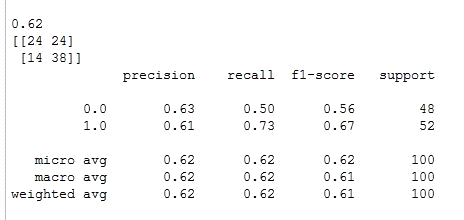 0.62
[[24 24]
 [14 38]]
              precision    recall  f1-score   support

         0.0       0.63      0.50      0.56        48
         1.0       0.61      0.73      0.67        52

   micro avg       0.62      0.62      0.62       100
   macro avg       0.62      0.62      0.61       100
weighted avg       0.62      0.62      0.61       100